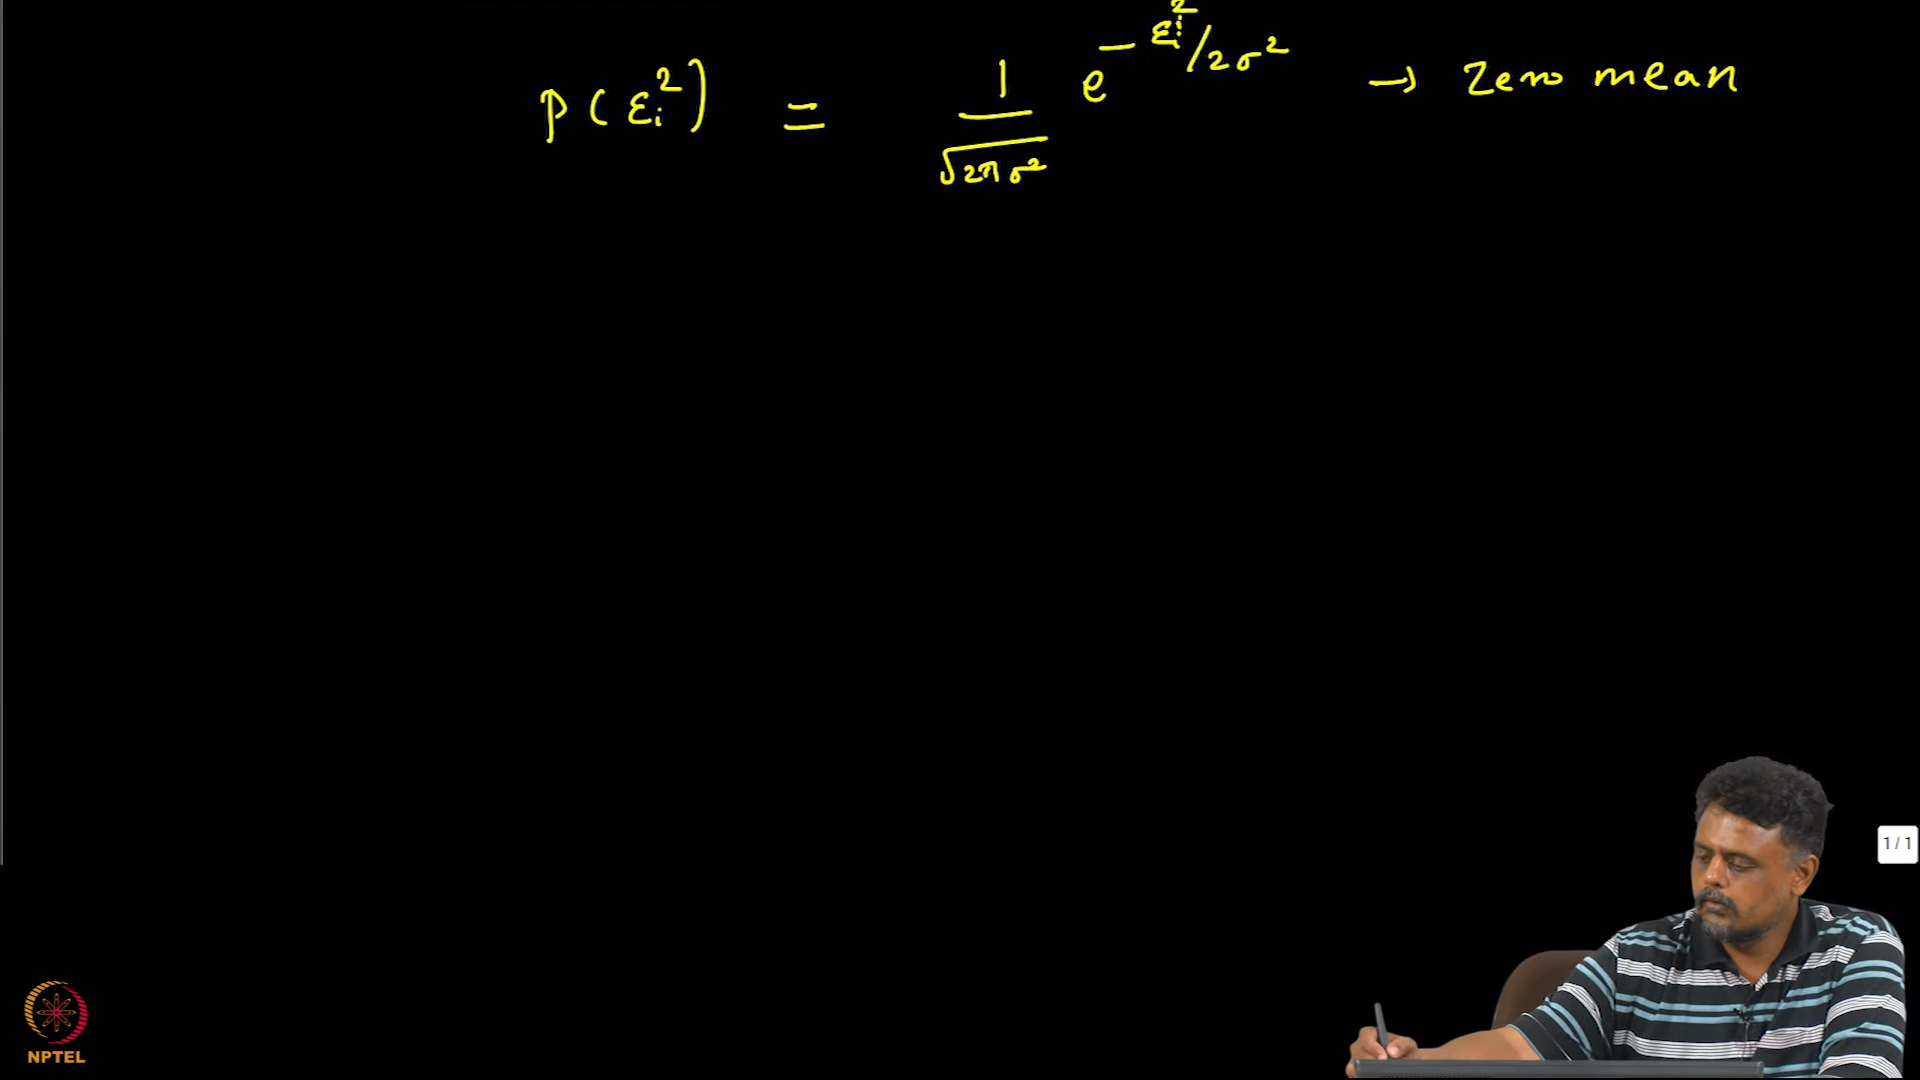 p(εᵢ²) = 1/√2πσ² e^(−εᵢ²/2σ²) → Zero mean
1 / 1
NPTEL